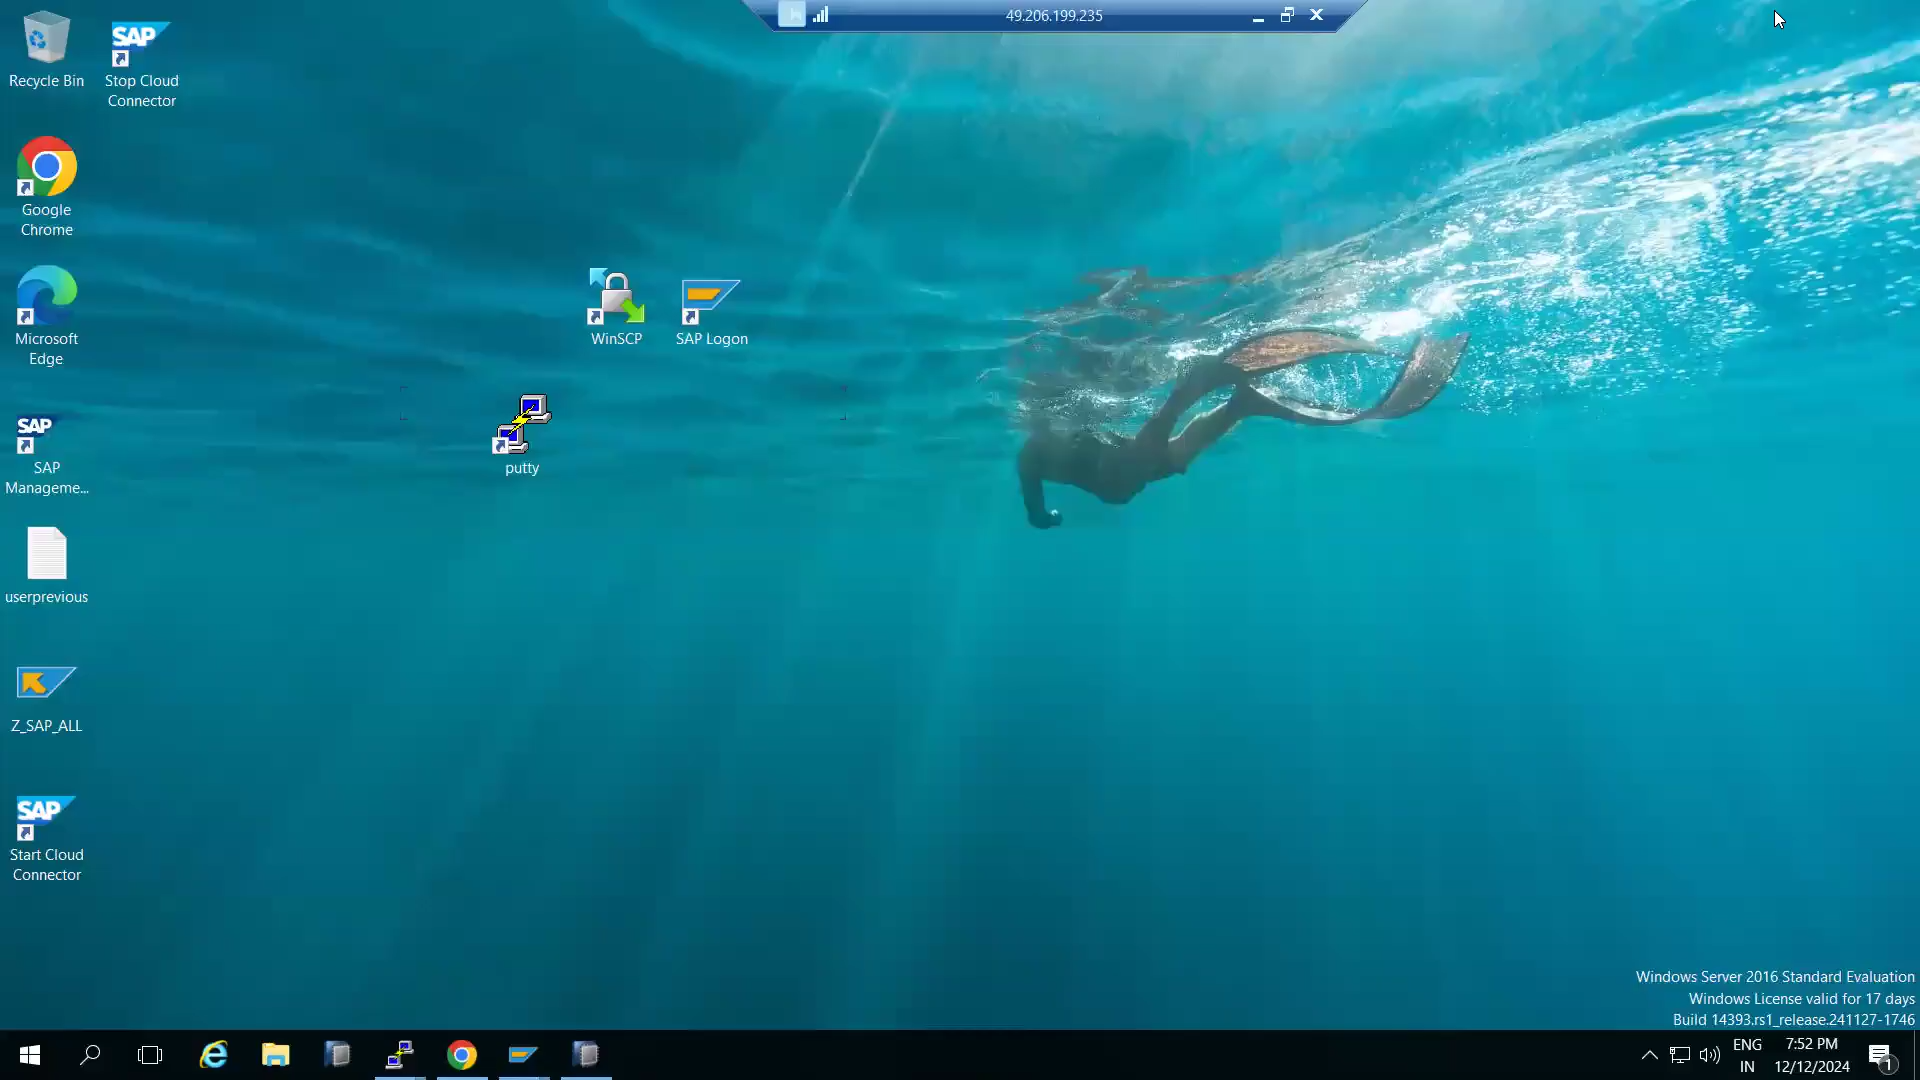 49.206.199.235
Recycle Bin
SAP
Stop Cloud
Connector
Google
Chrome
Microsoft
Edge
WinSCP
SAP Logon
SAP
SAP
Manageme...
putty
userprevious
Z_SAP_ALL
SAP
Start Cloud
Connector
Windows Server 2016 Standard Evaluation
Windows License valid for 17 days
Build 14393.rs1_release.241127-1746
ENG
IN
7:52 PM
12/12/2024
1